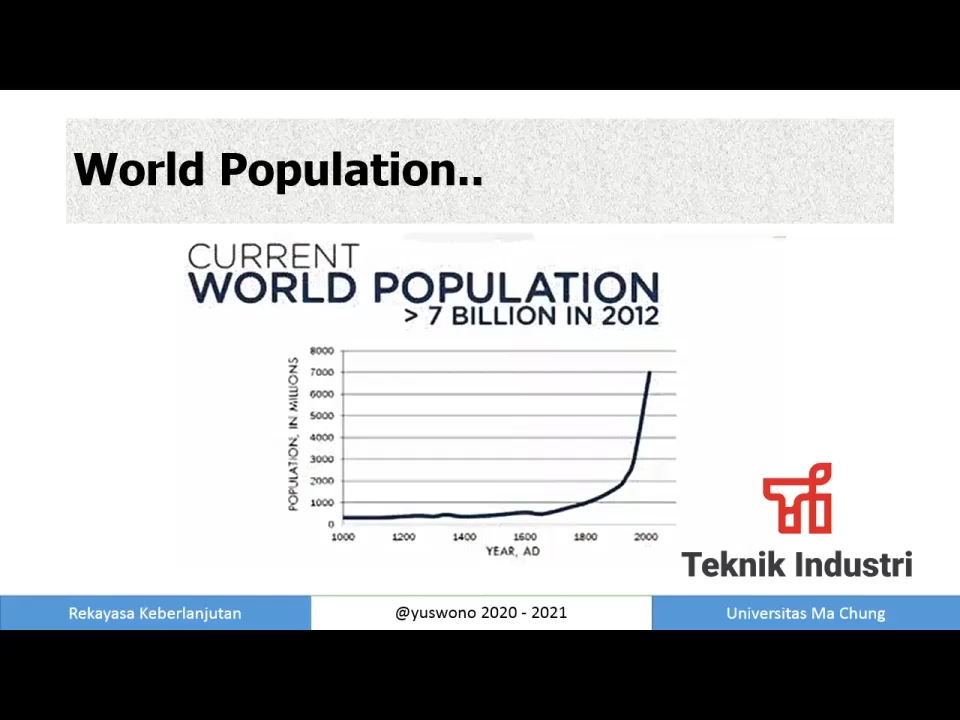 World Population..
CURRENT
WORLD POPULATION
> 7 BILLION IN 2012
POPULATION, IN MILLIONS
8000
7000
6000
5000
4000
3000
2000
1000
0
1000 1200 1400 1600 1800 2000
YEAR, AD
Teknik Industri
Rekayasa Keberlanjutan
@yuswono 2020 - 2021
Universitas Ma Chung